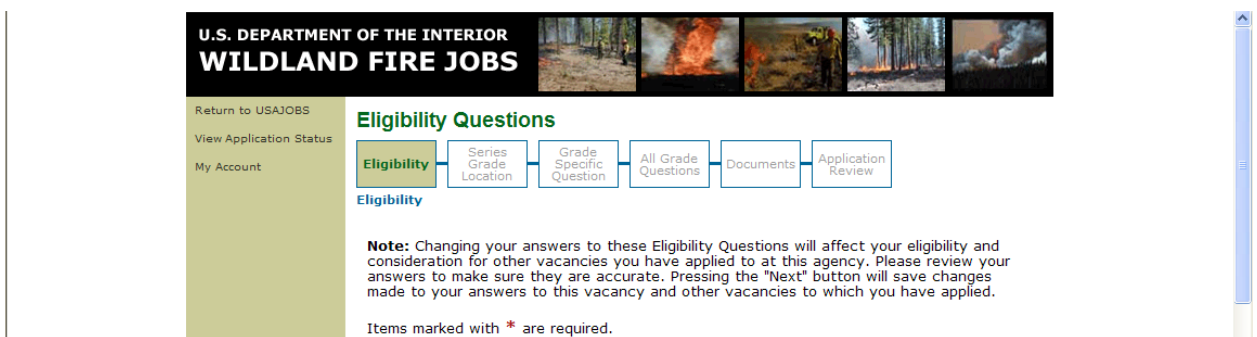 U.S. DEPARTMENT OF THE INTERIOR
WILDLAND FIRE JOBS
Return to USAJOBS
View Application Status
My Account
Eligibility Questions
Eligibility
Series
Grade
Location
Grade
Specific
Question
All Grade
Questions
Documents
Application
Review
Eligibility
Note: Changing your answers to these Eligibility Questions will affect your eligibility and
consideration for other vacancies you have applied to at this agency. Please review your
answers to make sure they are accurate. Pressing the "Next" button will save changes
made to your answers to this vacancy and other vacancies to which you have applied.
Items marked with * are required.